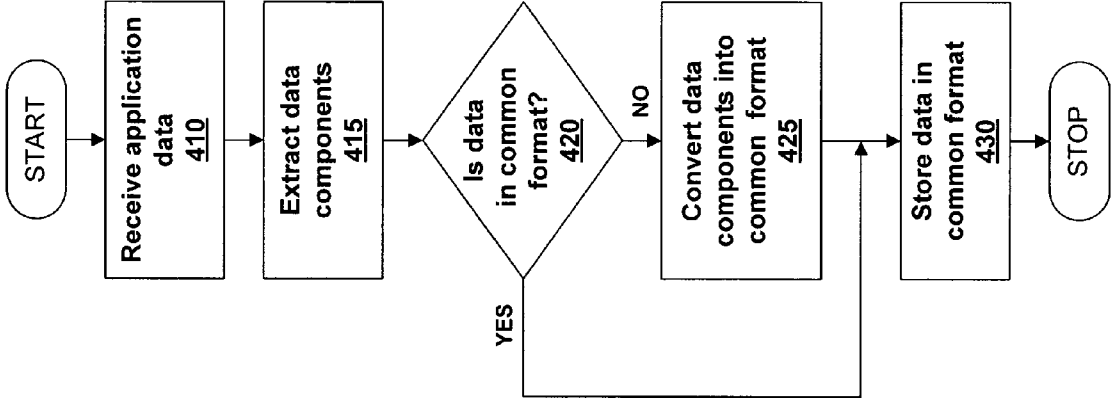 START
Receive application
data
410
Extract data
components
415
Is data
in common
format?
420
YES
NO
Convert data
components into
common format
425
Store data in
common format
430
STOP